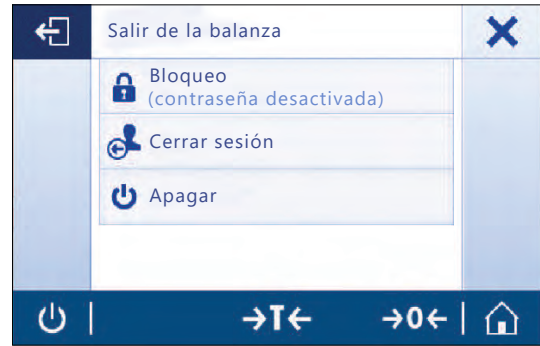 Salir de la balanza
Bloqueo
(contraseña desactivada)
Cerrar sesión
Apagar
→T← →0←